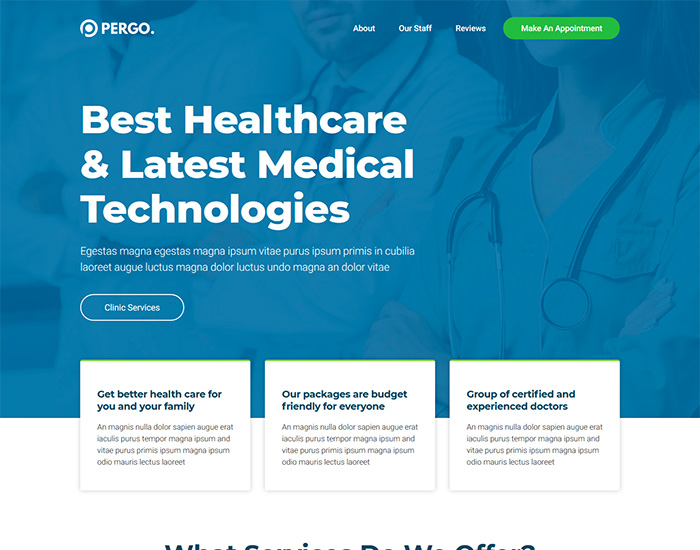 PERGO.
About
Our Staff
Reviews
Make An Appointment
Best Healthcare
& Latest Medical
Technologies
Egestas magna egestas magna ipsum vitae purus ipsum primis in cubilia
laoreet augue luctus magna dolor luctus undo magna an dolor vitae
Clinic Services
Get better health care for
you and your family
An magnis nulla dolor sapien augue erat
iaculis purus tempor magna ipsum and
vitae purus primis ipsum magna ipsum
odio mauris lectus laoreet
Our packages are budget
friendly for everyone
An magnis nulla dolor sapien augue erat
iaculis purus tempor magna ipsum and
vitae purus primis ipsum magna ipsum
odio mauris lectus laoreet
Group of certified and
experienced doctors
An magnis nulla dolor sapien augue erat
iaculis purus tempor magna ipsum and
vitae purus primis ipsum magna ipsum
odio mauris lectus laoreet
What Services Do We Offer?